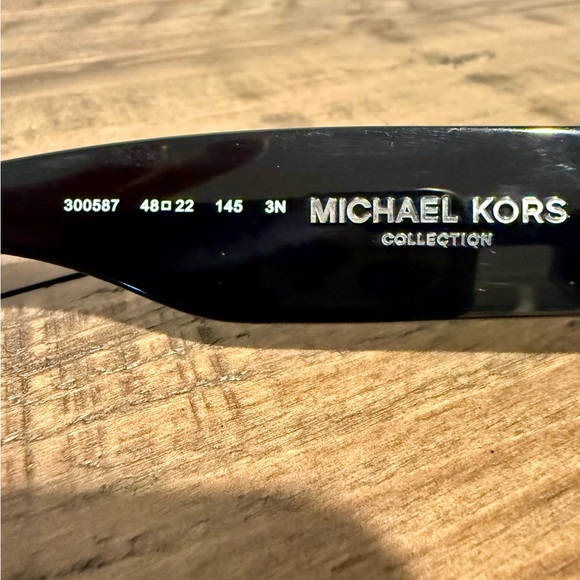 300587 48□22 145 3N MICHAEL KORS
COLLECTION